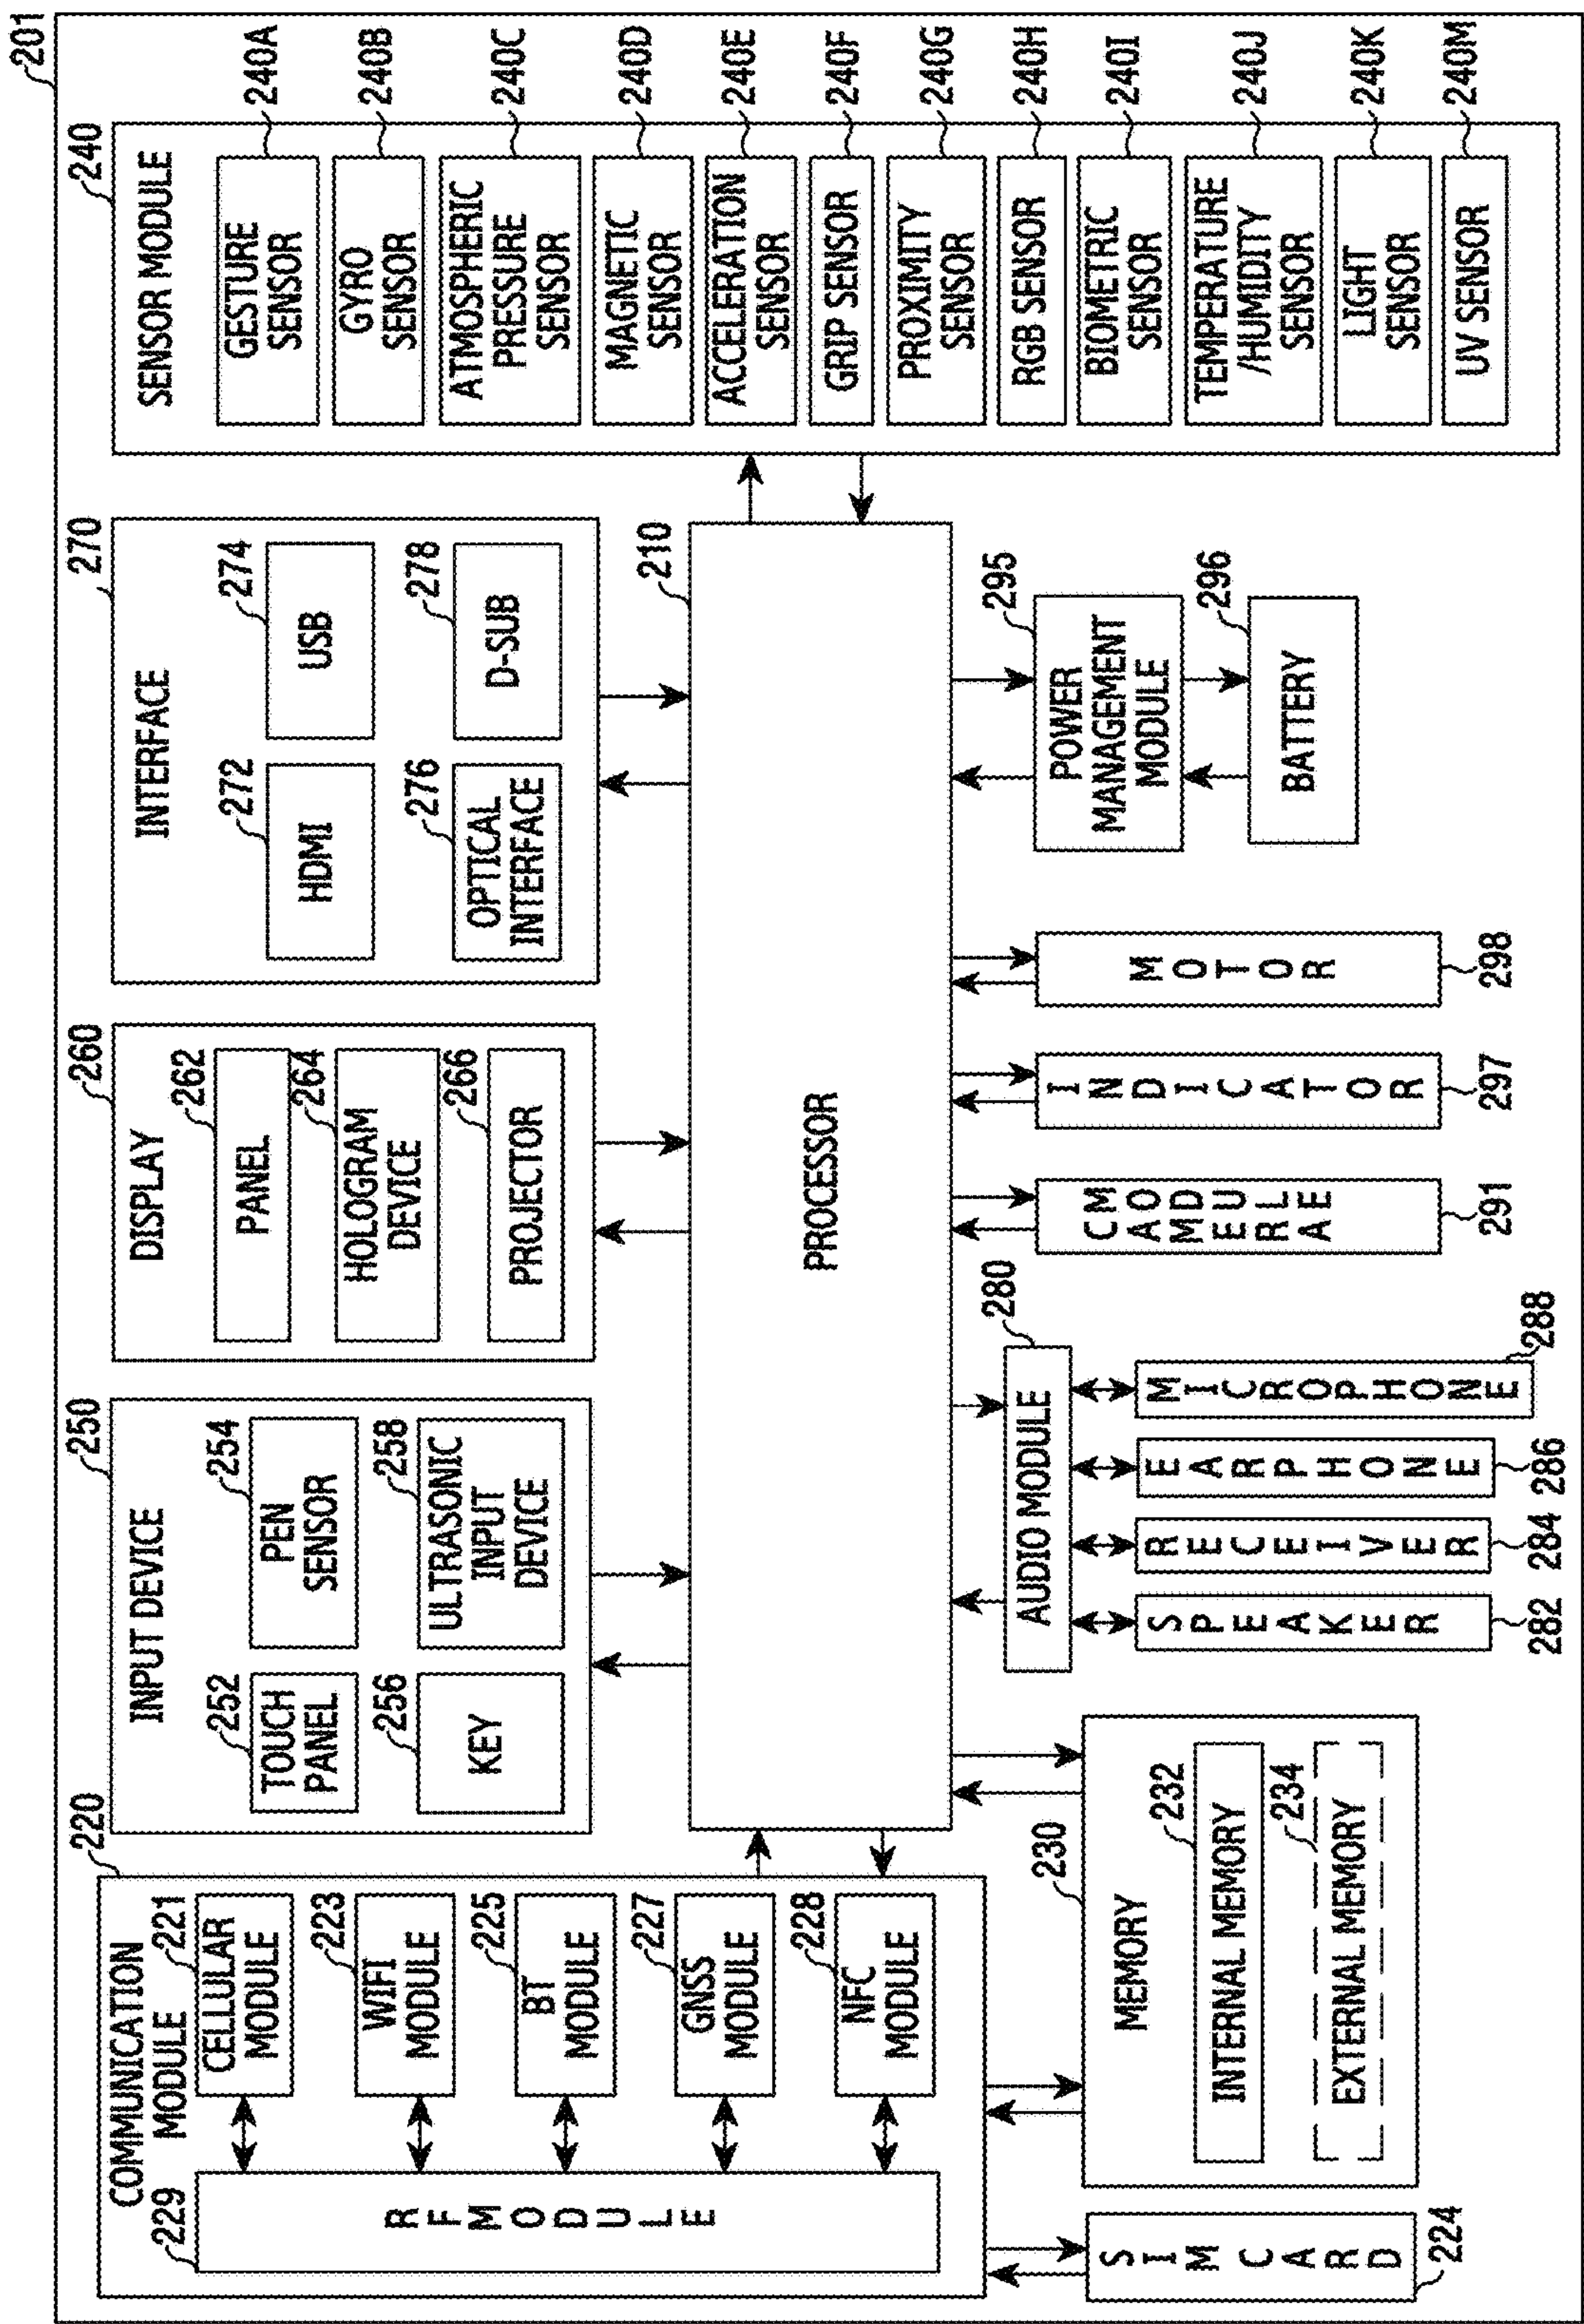 201
COMMUNICATION
MODULE
220
229
RF MODULE
221
CELLULAR
MODULE
223
WIFI
MODULE
225
BT
MODULE
227
GNSS
MODULE
228
NFC
MODULE
INPUT DEVICE
250
252
TOUCH
PANEL
254
PEN
SENSOR
256
KEY
258
ULTRASONIC
INPUT
DEVICE
DISPLAY
260
262
PANEL
264
HOLOGRAM
DEVICE
266
PROJECTOR
INTERFACE
270
272
HDMI
274
USB
276
OPTICAL
INTERFACE
278
D-SUB
SENSOR MODULE
240
GESTURE
SENSOR
240A
GYRO
SENSOR
240B
ATMOSPHERIC
PRESSURE
SENSOR
240C
MAGNETIC
SENSOR
240D
ACCELERATION
SENSOR
240E
GRIP SENSOR
240F
PROXIMITY
SENSOR
240G
RGB SENSOR
240H
BIOMETRIC
SENSOR
240I
TEMPERATURE
/HUMIDITY
SENSOR
240J
LIGHT
SENSOR
240K
UV SENSOR
240M
PROCESSOR
210
SIM CARD
224
MEMORY
230
232
INTERNAL MEMORY
234
EXTERNAL MEMORY
AUDIO MODULE
280
SPEAKER
282
RECEIVER
284
EARPHONE
286
MICROPHONE
288
CAMERA
MODULE
291
INDICATOR
297
MOTOR
298
295
POWER
MANAGEMENT
MODULE
296
BATTERY